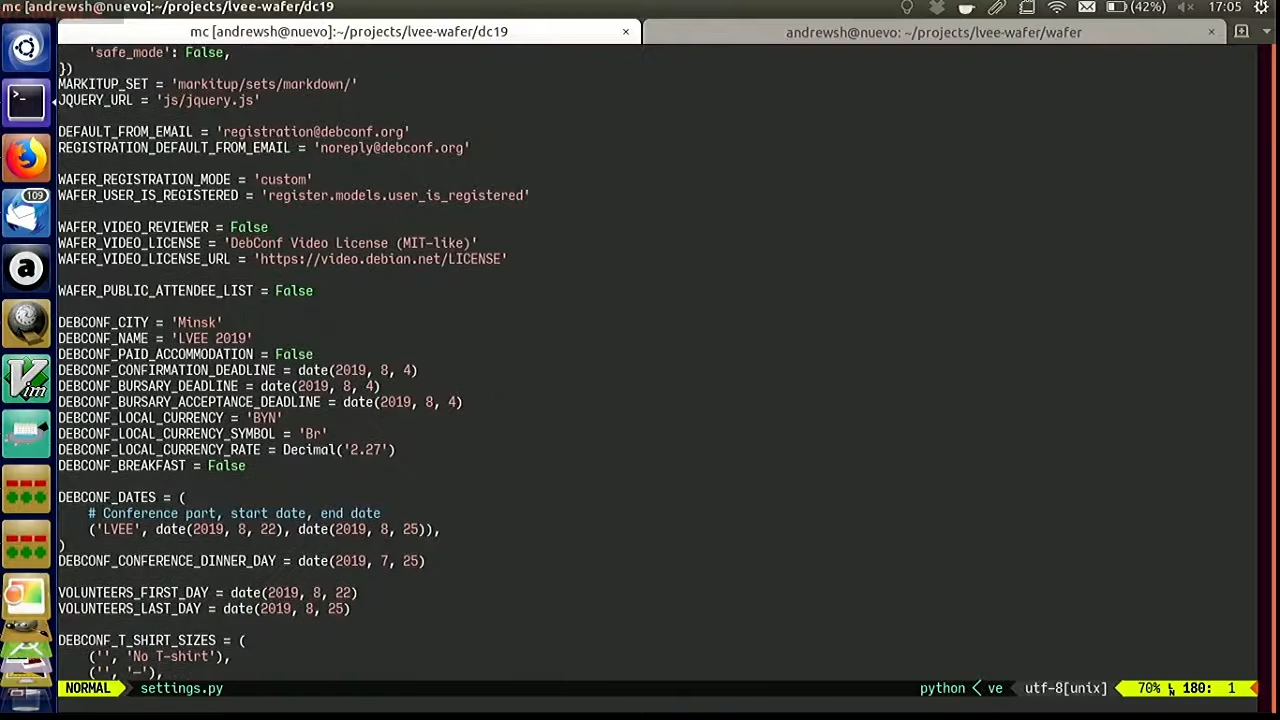 mc [andrewsh@nuevo]:~/projects/lvee-wafer/dc19
(42%)
17:05
mc [andrewsh@nuevo]:~/projects/lvee-wafer/dc19 ×
andrewsh@nuevo: ~/projects/lvee-wafer/wafer ×
109
'safe_mode': False,
})
MARKITUP_SET = 'markitup/sets/markdown/'
JQUERY_URL = 'js/jquery.js'
DEFAULT_FROM_EMAIL = 'registration@debconf.org'
REGISTRATION_DEFAULT_FROM_EMAIL = 'noreply@debconf.org'
WAFER_REGISTRATION_MODE = 'custom'
WAFER_USER_IS_REGISTERED = 'register.models.user_is_registered'
WAFER_VIDEO_REVIEWER = False
WAFER_VIDEO_LICENSE = 'DebConf Video License (MIT-like)'
WAFER_VIDEO_LICENSE_URL = 'https://video.debian.net/LICENSE'
WAFER_PUBLIC_ATTENDEE_LIST = False
DEBCONF_CITY = 'Minsk'
DEBCONF_NAME = 'LVEE 2019'
DEBCONF_PAID_ACCOMMODATION = False
DEBCONF_CONFIRMATION_DEADLINE = date(2019, 8, 4)
DEBCONF_BURSARY_DEADLINE = date(2019, 8, 4)
DEBCONF_BURSARY_ACCEPTANCE_DEADLINE = date(2019, 8, 4)
DEBCONF_LOCAL_CURRENCY = 'BYN'
DEBCONF_LOCAL_CURRENCY_SYMBOL = 'Br'
DEBCONF_LOCAL_CURRENCY_RATE = Decimal('2.27')
DEBCONF_BREAKFAST = False
DEBCONF_DATES = (
# Conference part, start date, end date
('LVEE', date(2019, 8, 22), date(2019, 8, 25)),
)
DEBCONF_CONFERENCE_DINNER_DAY = date(2019, 7, 25)
VOLUNTEERS_FIRST_DAY = date(2019, 8, 22)
VOLUNTEERS_LAST_DAY = date(2019, 8, 25)
DEBCONF_T_SHIRT_SIZES = (
('', 'No T-shirt'),
('', '—'),
NORMAL settings.py python < ve utf-8[unix] 70% 180: 1